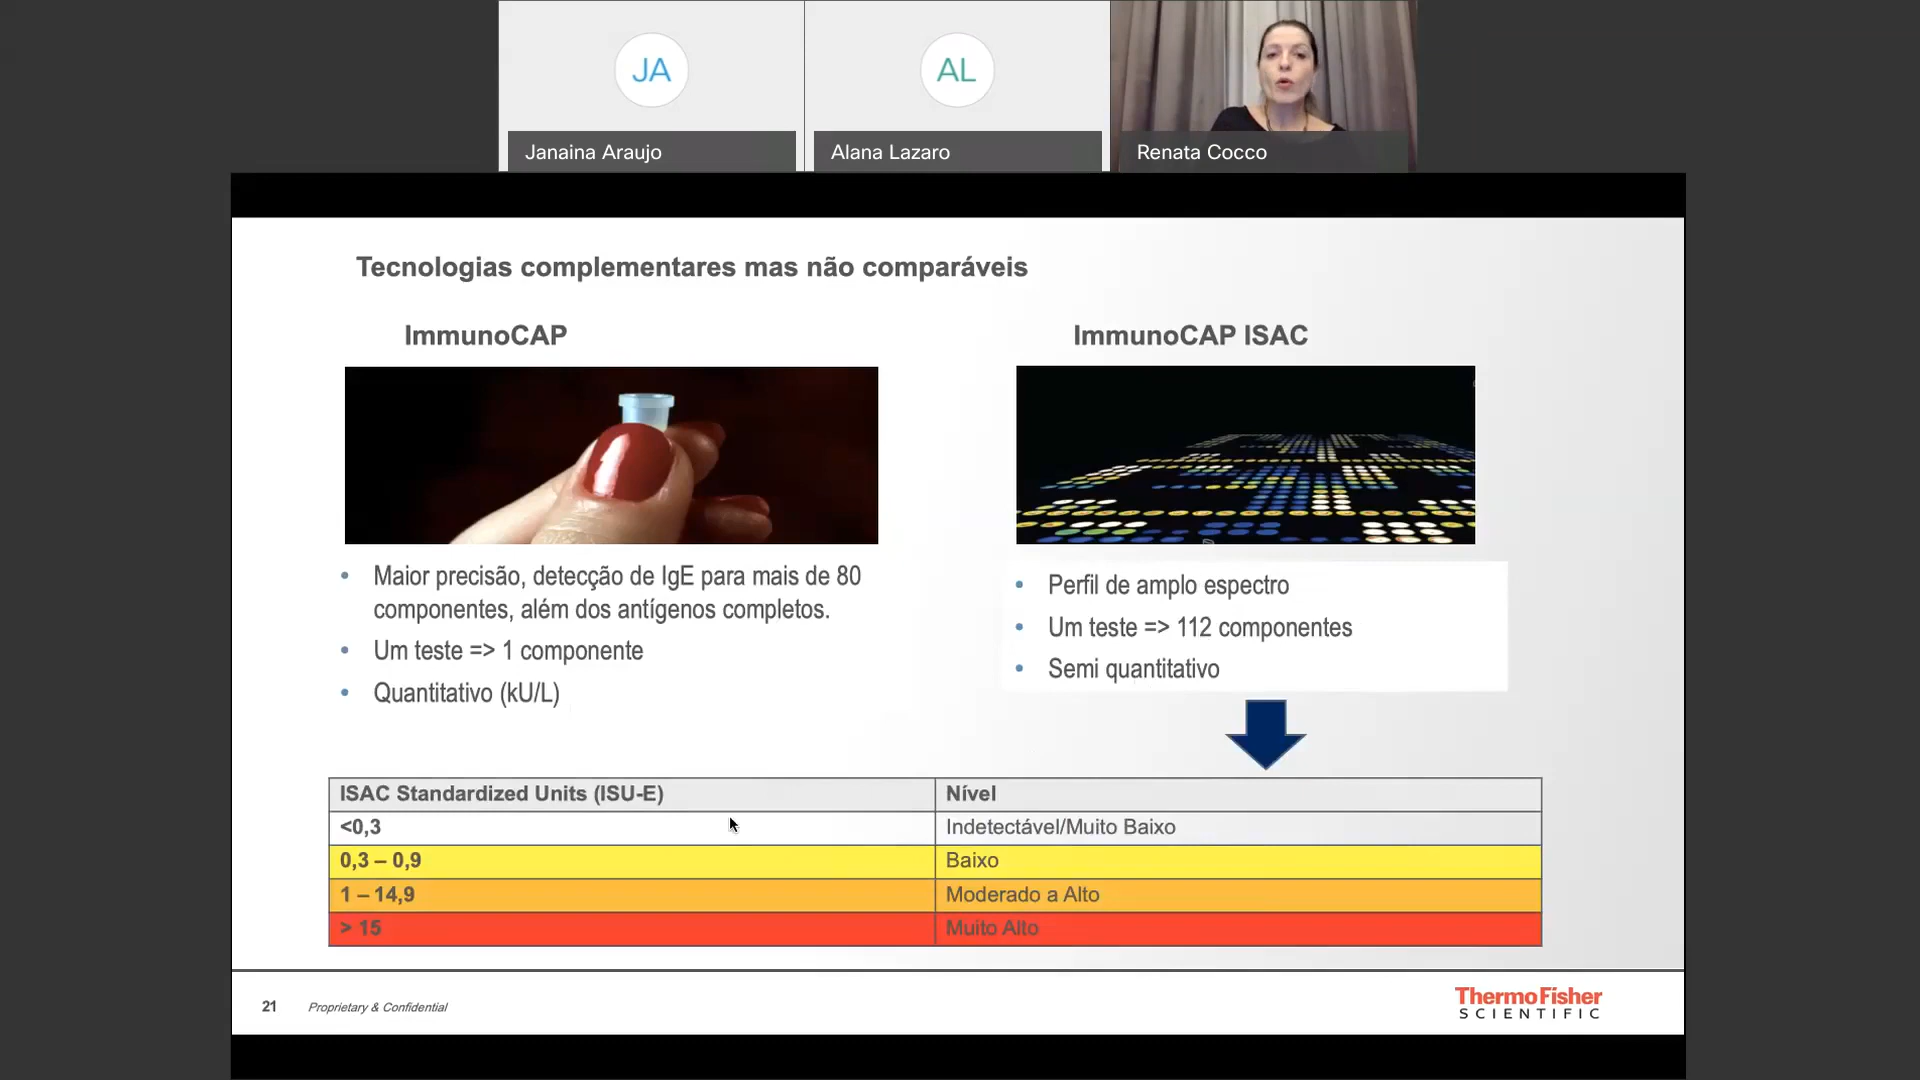 JA
AL
Janaina Araujo
Alana Lazaro
Renata Cocco
Tecnologias complementares mas não comparáveis
ImmunoCAP
ImmunoCAP ISAC
• Maior precisão, detecção de IgE para mais de 80
componentes, além dos antígenos completos.
• Um teste => 1 componente
• Quantitativo (kU/L)
• Perfil de amplo espectro
• Um teste => 112 componentes
• Semi quantitativo
ISAC Standardized Units (ISU-E) Nível
<0,3 Indetectável/Muito Baixo
0,3 – 0,9 Baixo
1 – 14,9 Moderado a Alto
> 15 Muito Alto
21 Proprietary & Confidential
ThermoFisher
SCIENTIFIC